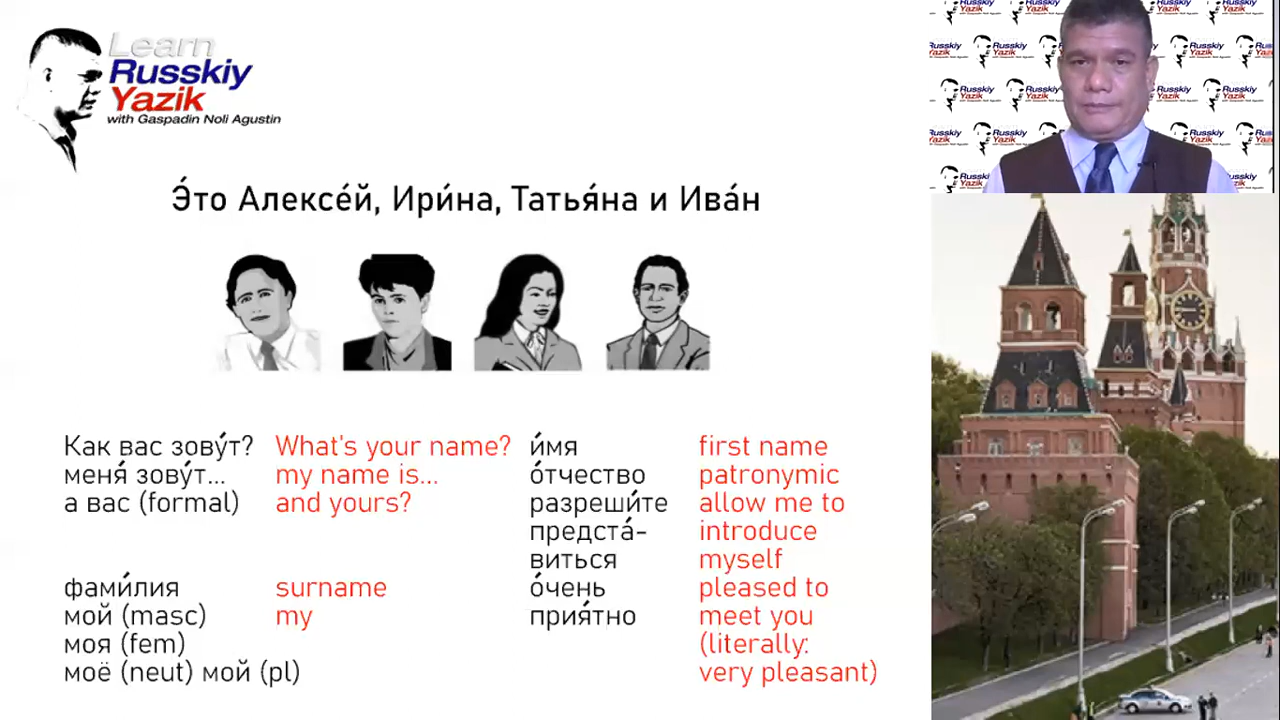 Learn
Russkiy
Yazik
with Gaspadin Noli Agustin
Э́то Алексе́й, Ири́на, Татья́на и Ива́н
Как вас зову́т? What's your name?
меня́ зову́т... my name is...
а вас (formal) and yours?
фами́лия surname
мой (masc) my
моя (fem)
моё (neut) мой (pl)
и́мя first name
о́тчество patronymic
разреши́те allow me to
предста́- introduce
виться myself
о́чень pleased to
прия́тно meet you
(literally:
very pleasant)